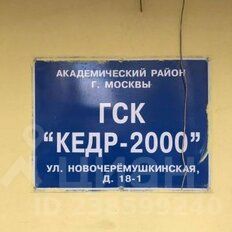 АКАДЕМИЧЕСКИЙ РАЙОН
Г. МОСКВЫ
ГСК
"КЕДР-2000"
УЛ. НОВОЧЕРЁМУШКИНСКАЯ,
Д. 18-1